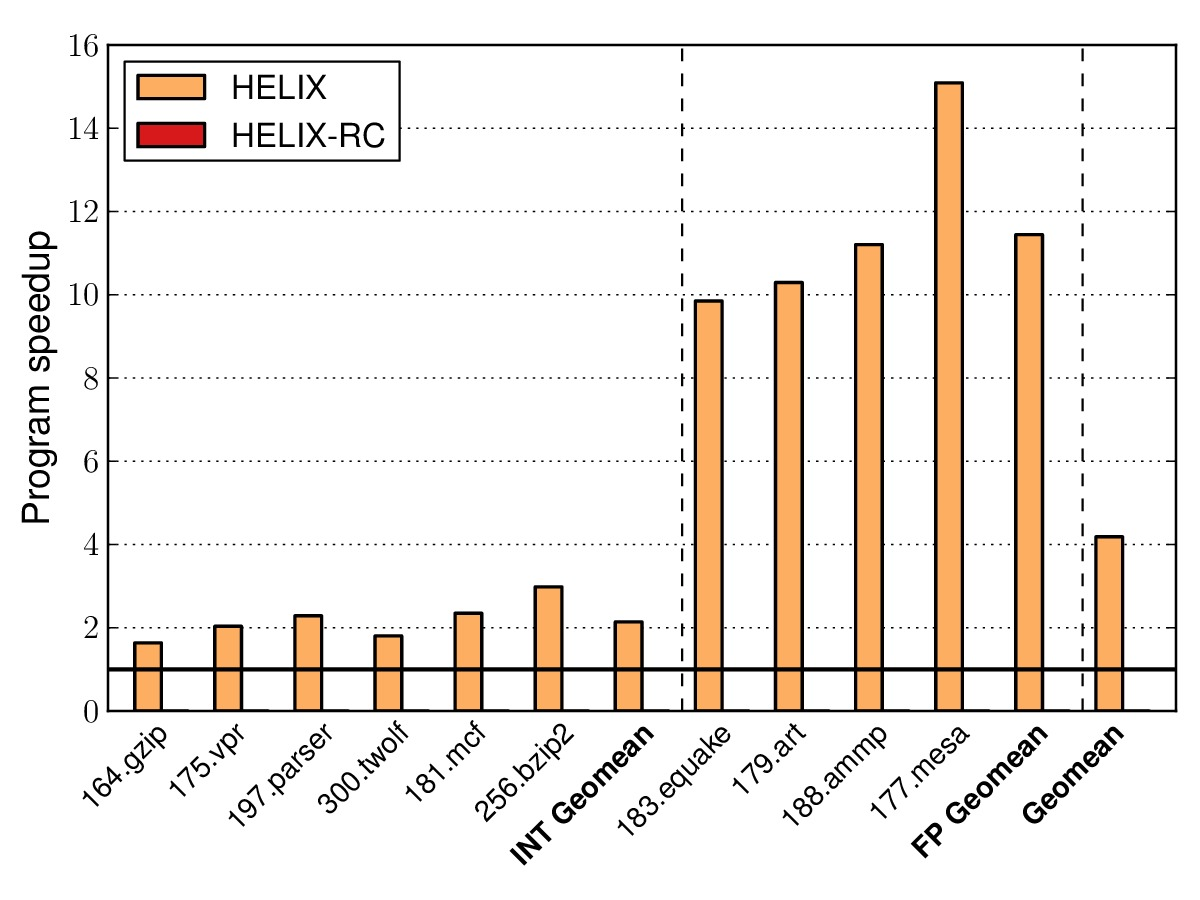 16
14
12
10
8
6
4
2
0
Program speedup
HELIX
HELIX-RC
164.gzip
175.vpr
197.parser
300.twolf
181.mcf
256.bzip2
INT Geomean
183.equake
179.art
188.ammp
177.mesa
FP Geomean
Geomean